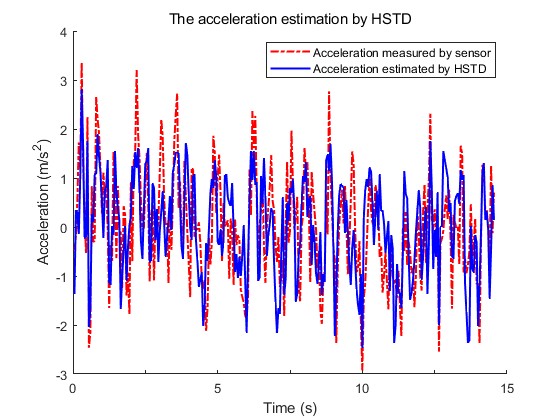 The acceleration estimation by HSTD
Acceleration measured by sensor
Acceleration estimated by HSTD
Acceleration (m/s²)
4
3
2
1
0
-1
-2
-3
0
5
10
15
Time (s)